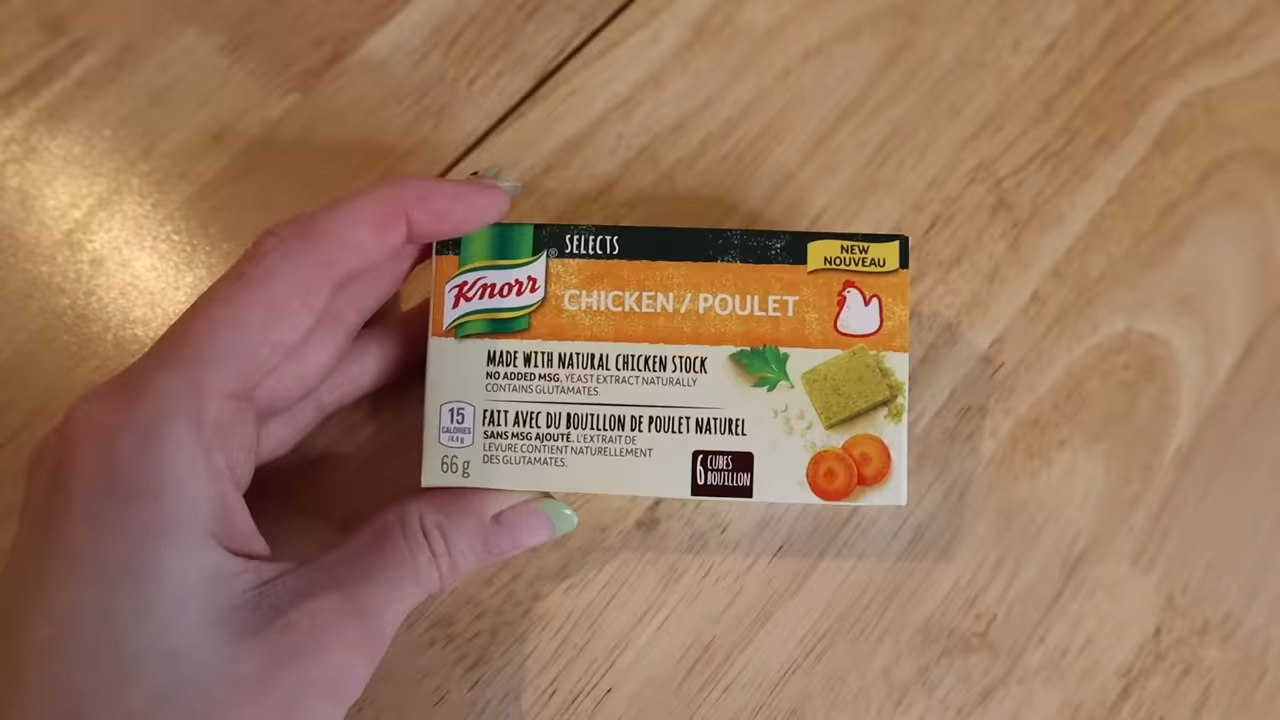 SELECTS
Knorr®
CHICKEN / POULET
NEW
NOUVEAU
MADE WITH NATURAL CHICKEN STOCK
NO ADDED MSG. YEAST EXTRACT NATURALLY
CONTAINS GLUTAMATES.
15
CALORIES
/4.4 g
FAIT AVEC DU BOUILLON DE POULET NATUREL
SANS MSG AJOUTÉ. L'EXTRAIT DE
LEVURE CONTIENT NATURELLEMENT
DES GLUTAMATES.
66 g
6 CUBES
BOUILLON